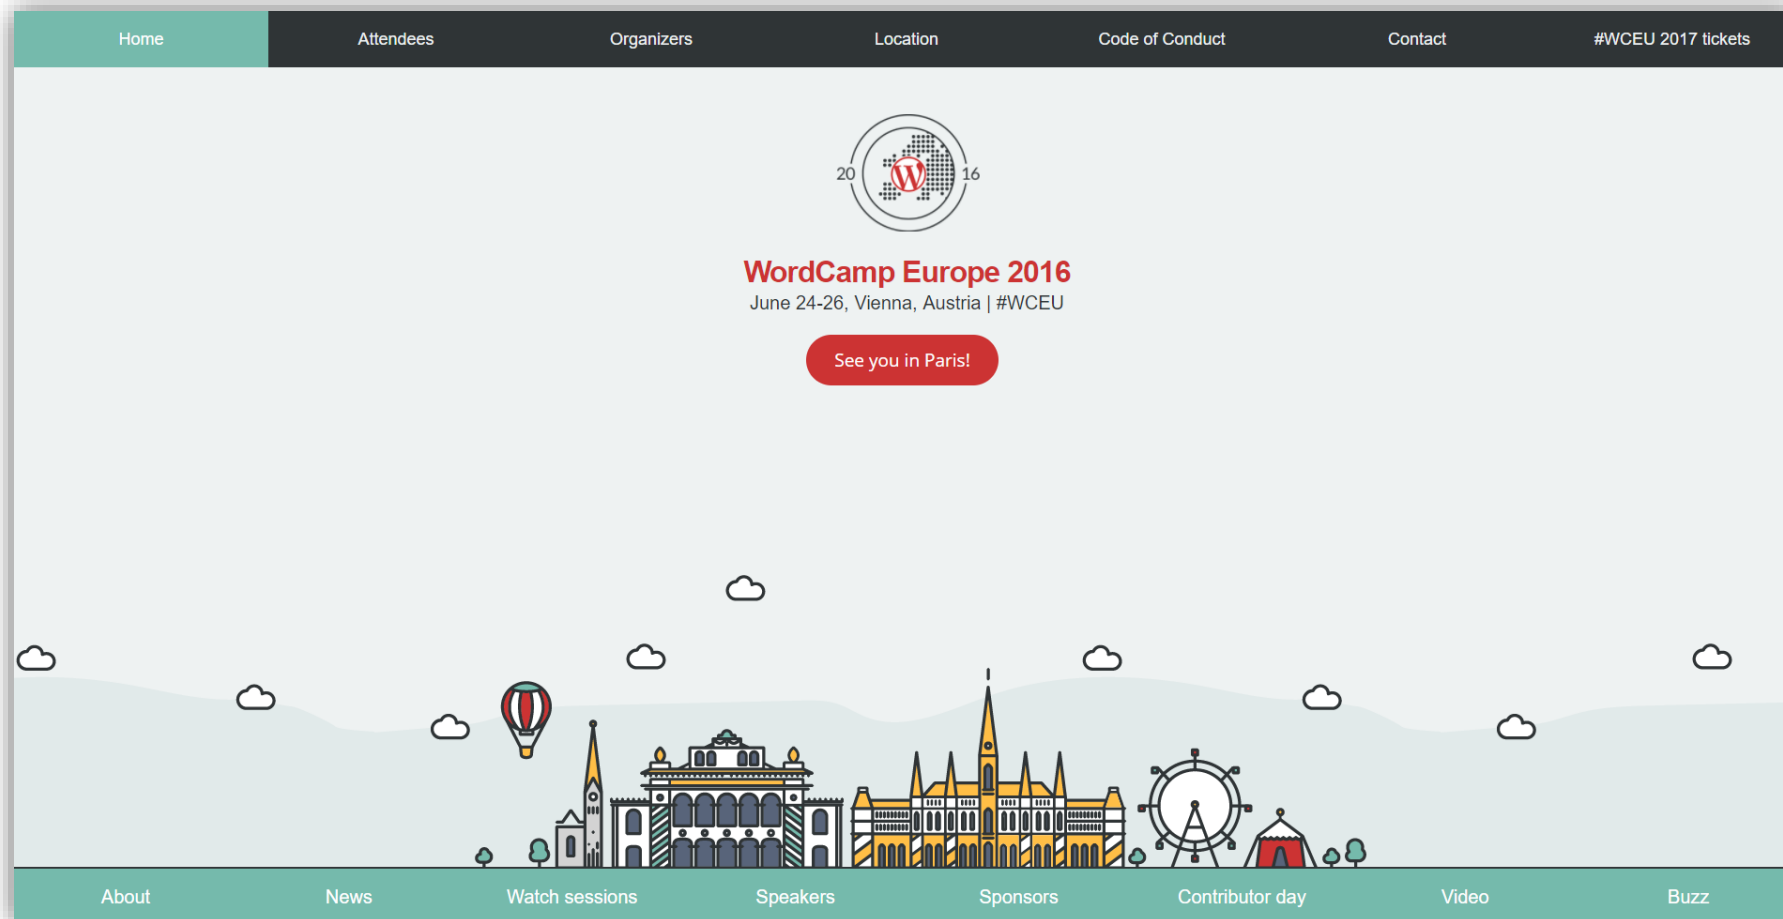 Home Attendees Organizers Location Code of Conduct Contact #WCEU 2017 tickets
20 W 16
WordCamp Europe 2016
June 24-26, Vienna, Austria | #WCEU
See you in Paris!
About News Watch sessions Speakers Sponsors Contributor day Video Buzz